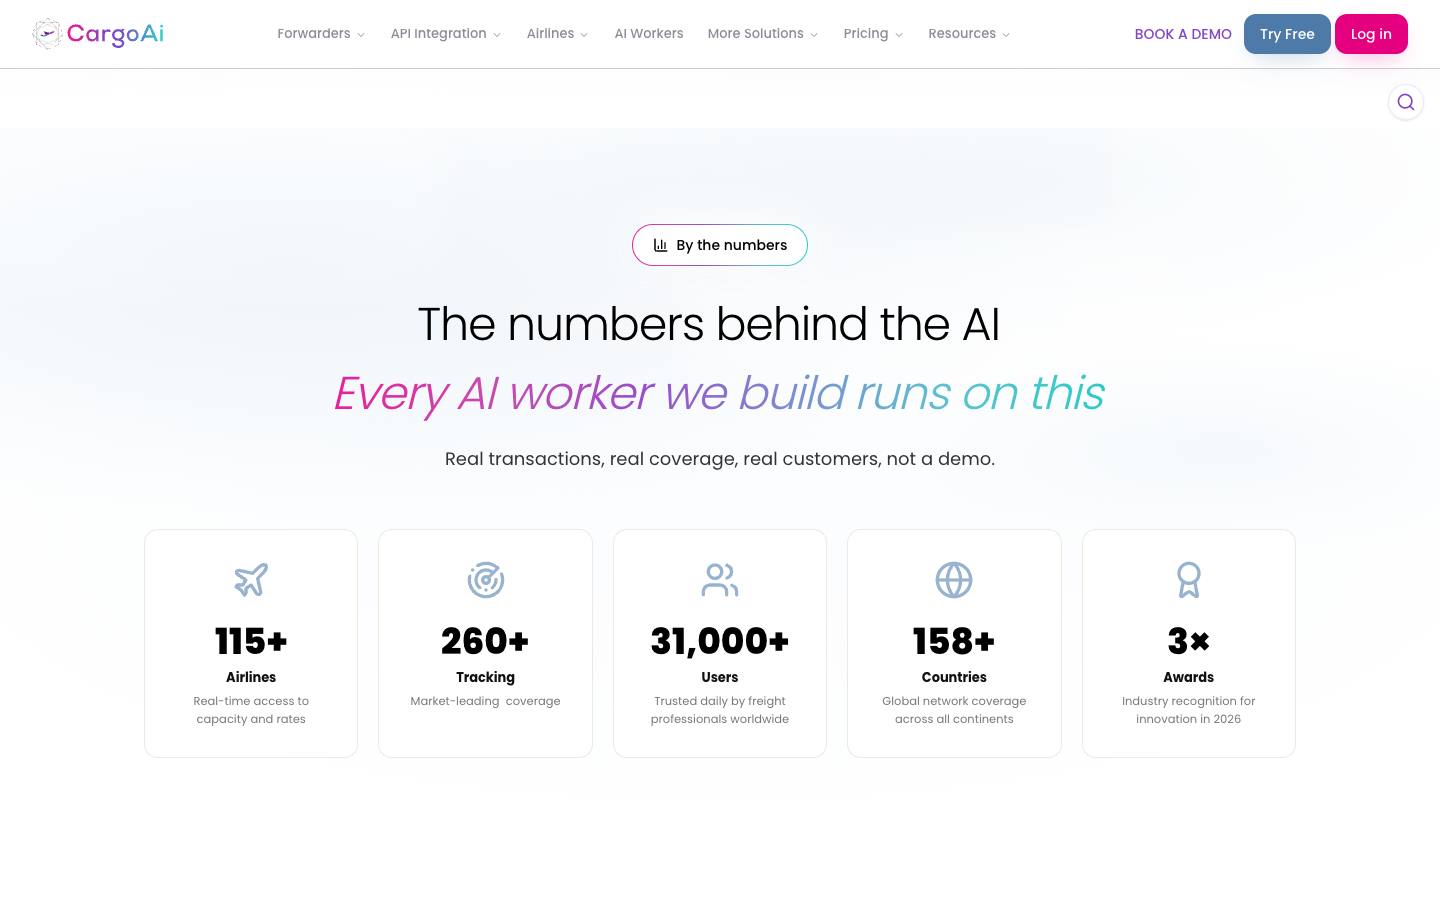 CargoAi
Forwarders
API Integration
Airlines
AI Workers
More Solutions
Pricing
Resources
BOOK A DEMO
Try Free
Log in
By the numbers
The numbers behind the AI
Every AI worker we build runs on this
Real transactions, real coverage, real customers, not a demo.
115+
Airlines
Real-time access to
capacity and rates
260+
Tracking
Market-leading coverage
31,000+
Users
Trusted daily by freight
professionals worldwide
158+
Countries
Global network coverage
across all continents
3×
Awards
Industry recognition for
innovation in 2026